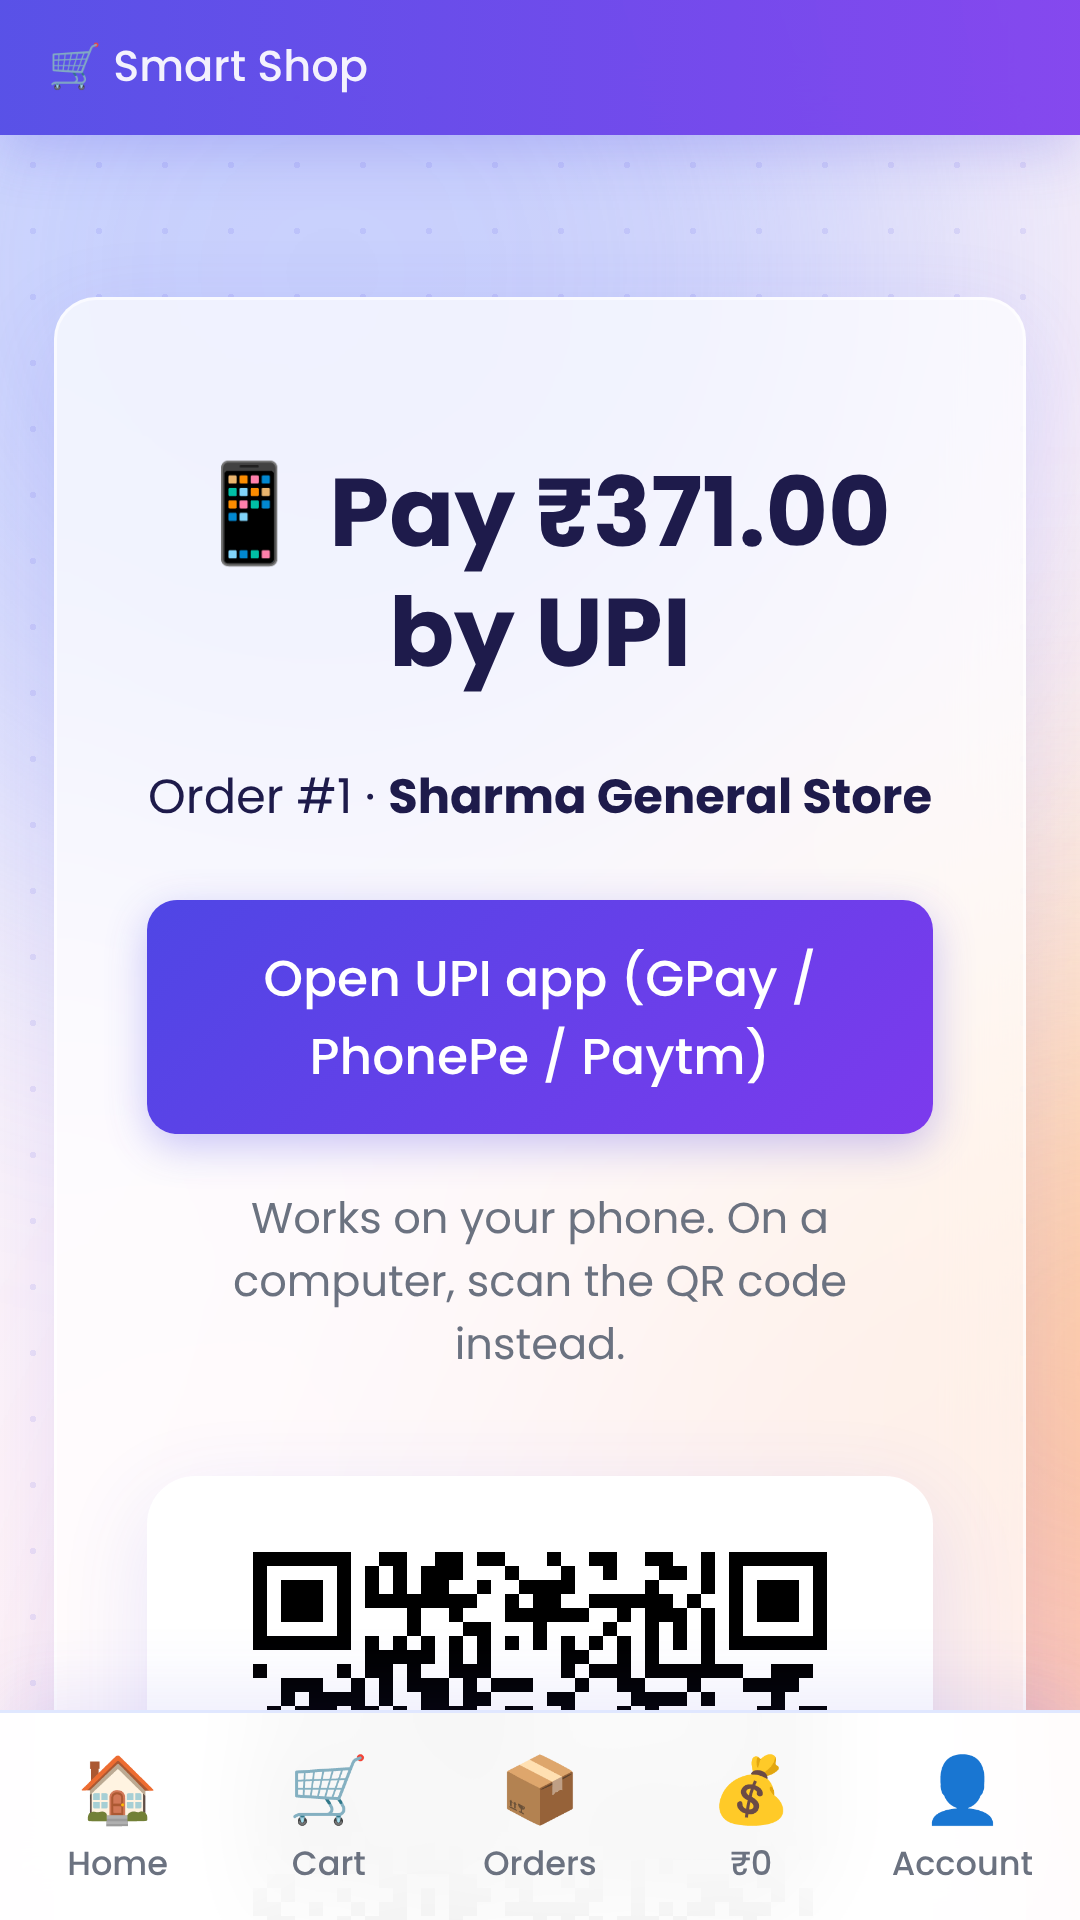 Smart Shop
Pay ₹371.00
by UPI
Order #1 · Sharma General Store
Open UPI app (GPay /
PhonePe / Paytm)
Works on your phone. On a
computer, scan the QR code
instead.
Home Cart Orders ₹0 Account